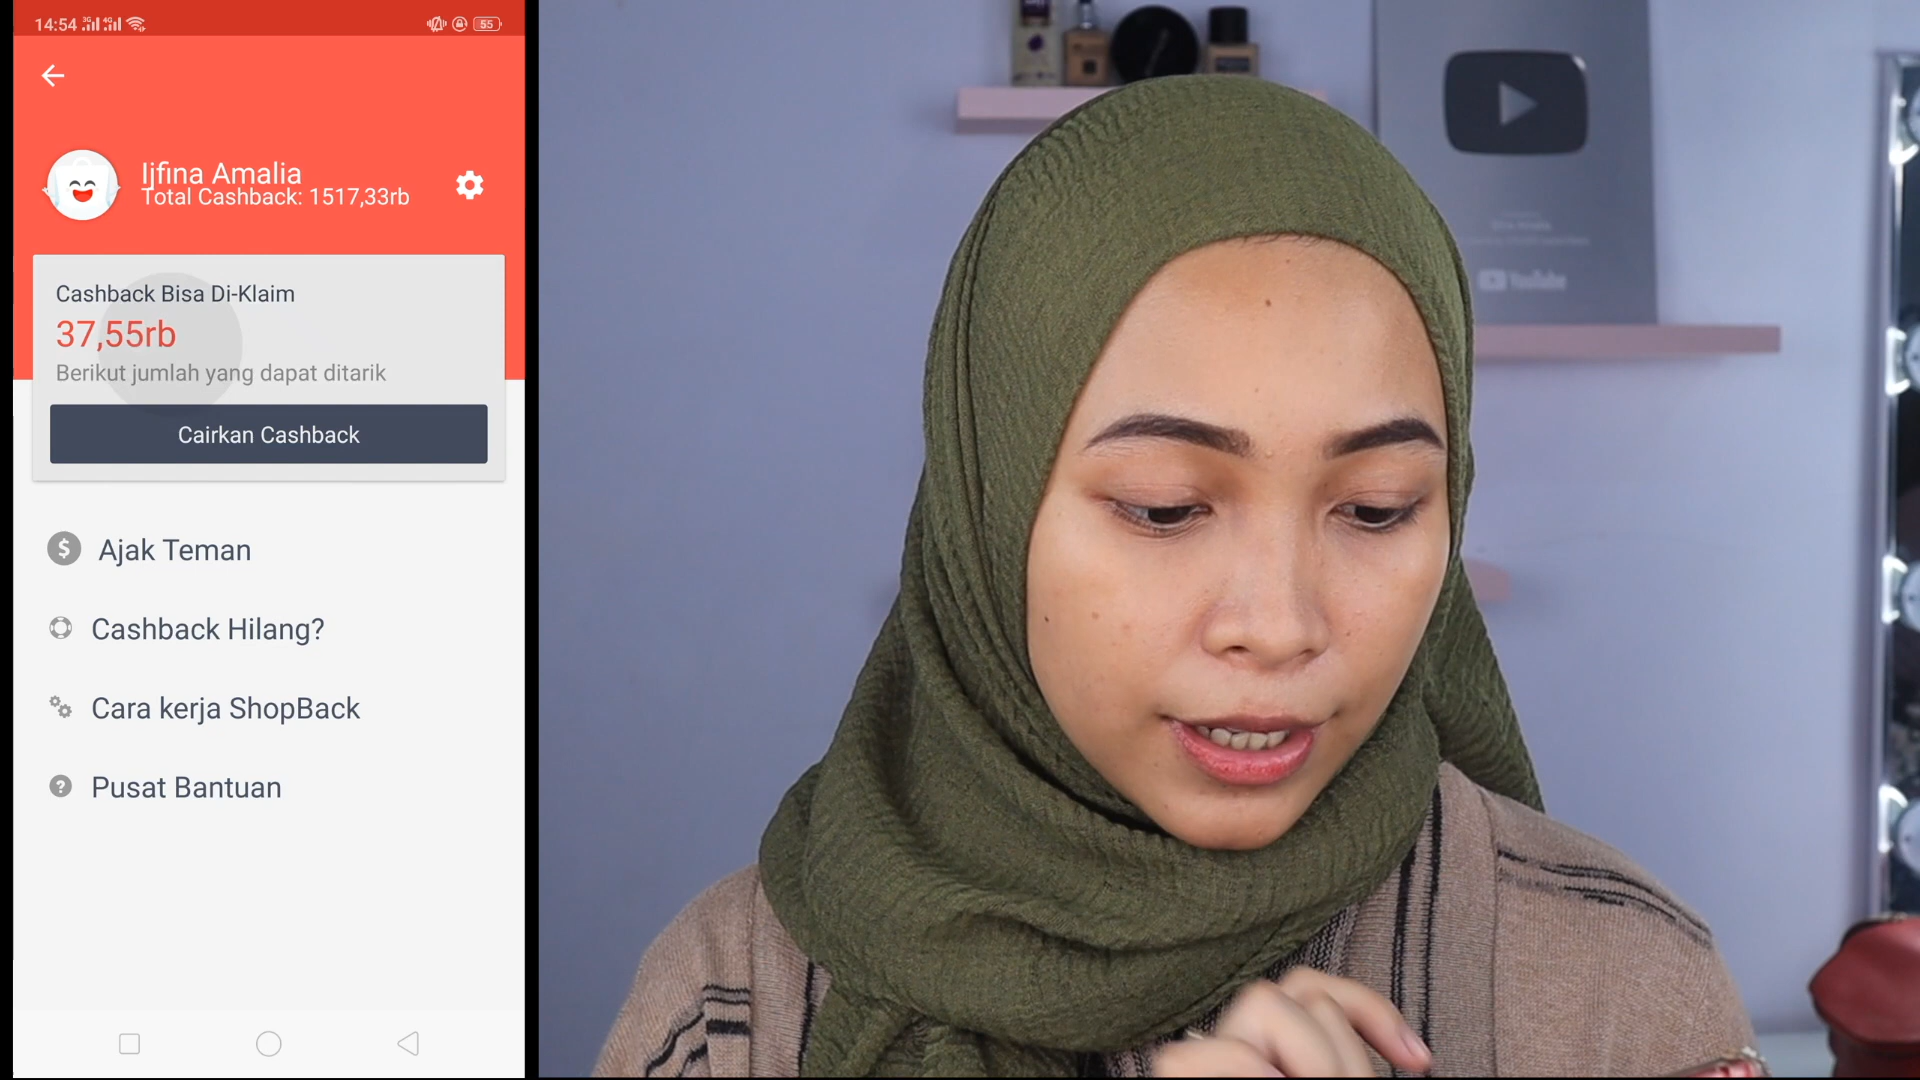 14:54
55
Ijfina Amalia
Total Cashback: 1517,33rb
Cashback Bisa Di-Klaim
37,55rb
Berikut jumlah yang dapat ditarik
Cairkan Cashback
Ajak Teman
Cashback Hilang?
Cara kerja ShopBack
Pusat Bantuan
YouTube